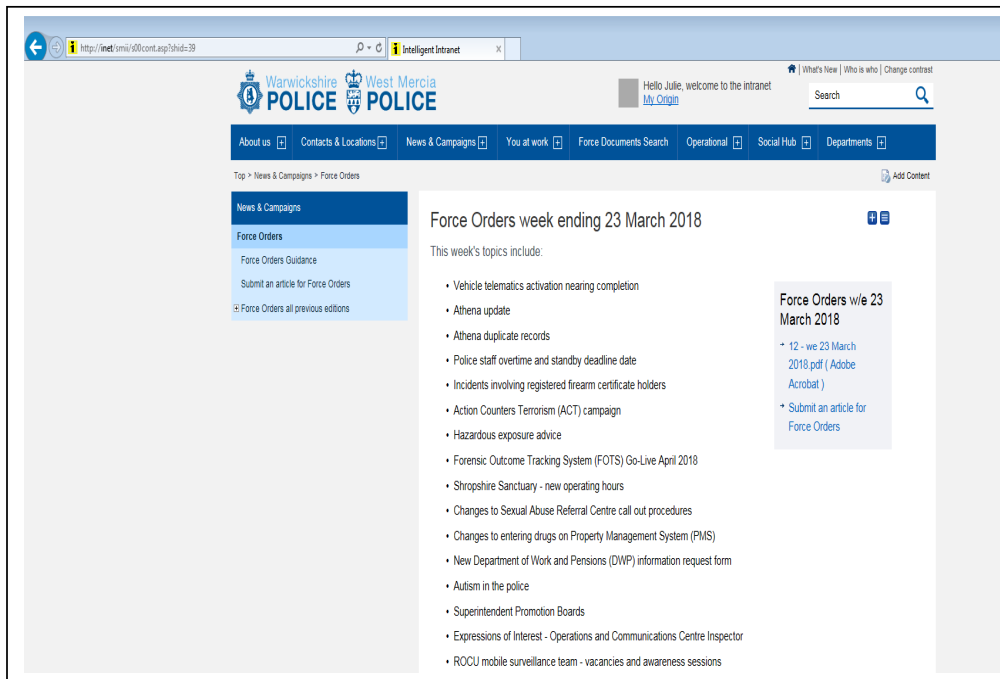 http://inet/smii/s00cont.asp?shid=39
Intelligent Intranet x
What's New | Who is who | Change contrast
Warwickshire POLICE
West Mercia POLICE
Hello Julie, welcome to the intranet
My Origin
Search
About us
Contacts & Locations
News & Campaigns
You at work
Force Documents Search
Operational
Social Hub
Departments
Top > News & Campaigns > Force Orders
Add Content
News & Campaigns
Force Orders
Force Orders Guidance
Submit an article for Force Orders
Force Orders all previous editions
Force Orders week ending 23 March 2018
This week's topics include:
• Vehicle telematics activation nearing completion
• Athena update
• Athena duplicate records
• Police staff overtime and standby deadline date
• Incidents involving registered firearm certificate holders
• Action Counters Terrorism (ACT) campaign
• Hazardous exposure advice
• Forensic Outcome Tracking System (FOTS) Go-Live April 2018
• Shropshire Sanctuary - new operating hours
• Changes to Sexual Abuse Referral Centre call out procedures
• Changes to entering drugs on Property Management System (PMS)
• New Department of Work and Pensions (DWP) information request form
• Autism in the police
• Superintendent Promotion Boards
• Expressions of Interest - Operations and Communications Centre Inspector
• ROCU mobile surveillance team - vacancies and awareness sessions
Force Orders w/e 23
March 2018
12 - we 23 March
2018.pdf ( Adobe
Acrobat )
Submit an article for
Force Orders